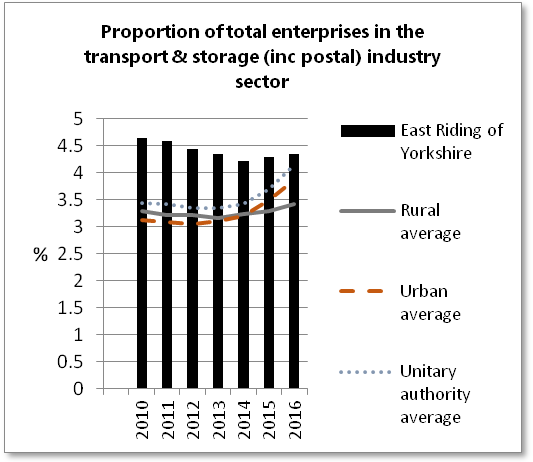 Proportion of total enterprises in the
transport & storage (inc postal) industry
sector
5
4.5
4
3.5
3
% 2.5
2
1.5
1
0.5
0
2010
2011
2012
2013
2014
2015
2016
East Riding of
Yorkshire
Rural
average
Urban
average
Unitary
authority
average